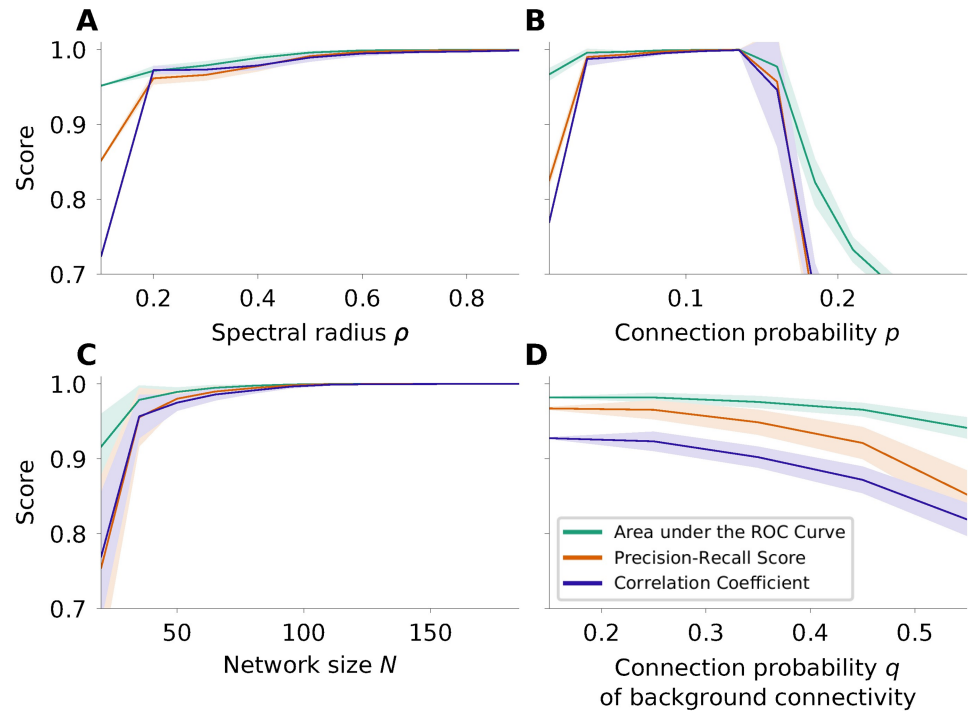 A
B
1.0
0.9
0.8
0.7
Score
0.2
0.4
0.6
0.8
Spectral radius ρ
0.1
0.2
Connection probability p
C
D
1.0
0.9
0.8
0.7
Score
50
100
150
Network size N
Area under the ROC Curve
Precision-Recall Score
Correlation Coefficient
0.2
0.3
0.4
0.5
Connection probability q
of background connectivity